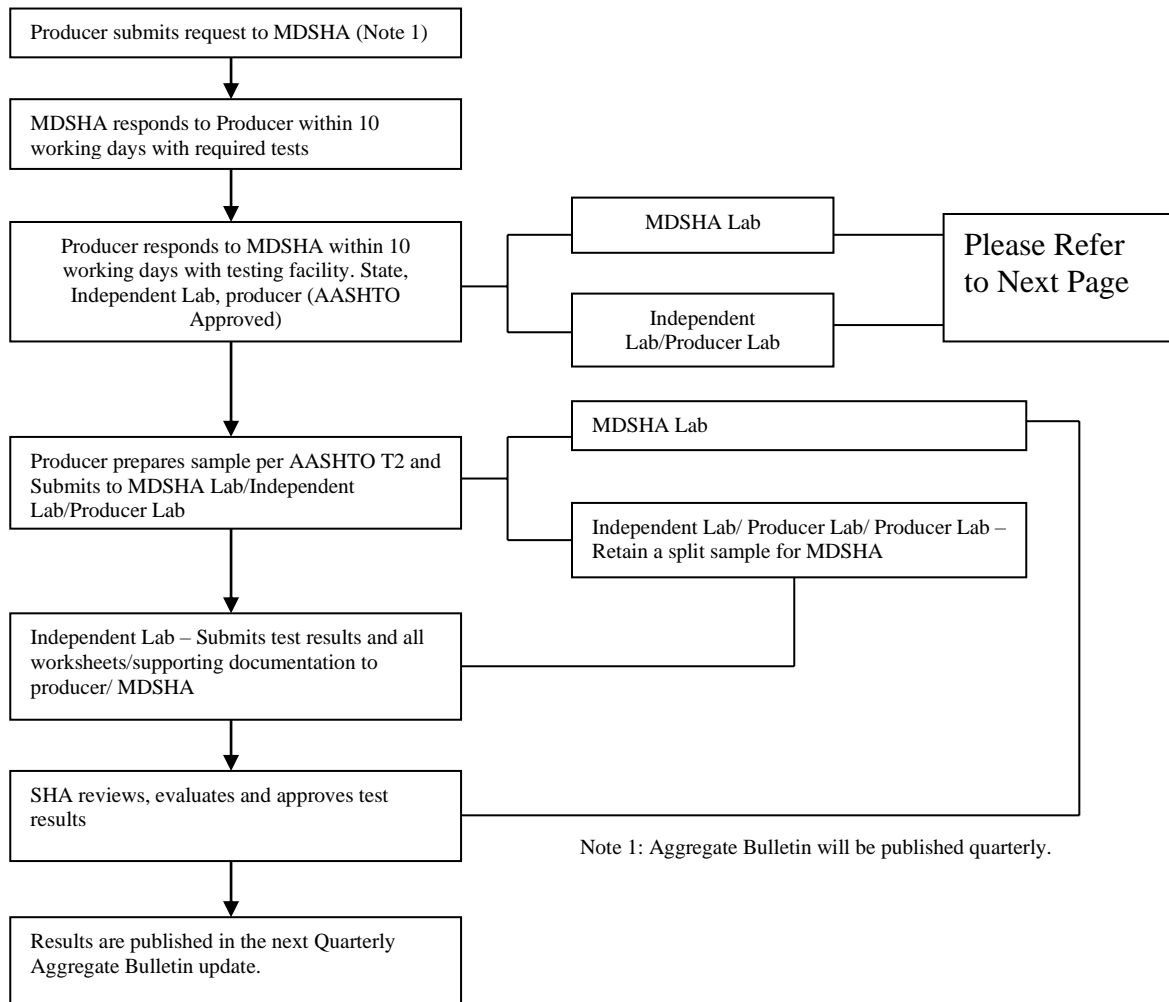 Producer submits request to MDSHA (Note 1)
MDSHA responds to Producer within 10
working days with required tests
Producer responds to MDSHA within 10
working days with testing facility. State,
Independent Lab, producer (AASHTO
Approved)
MDSHA Lab
Independent
Lab/Producer Lab
Please Refer
to Next Page
Producer prepares sample per AASHTO T2 and
Submits to MDSHA Lab/Independent
Lab/Producer Lab
MDSHA Lab
Independent Lab/ Producer Lab/ Producer Lab –
Retain a split sample for MDSHA
Independent Lab – Submits test results and all
worksheets/supporting documentation to
producer/ MDSHA
SHA reviews, evaluates and approves test
results
Note 1: Aggregate Bulletin will be published quarterly.
Results are published in the next Quarterly
Aggregate Bulletin update.